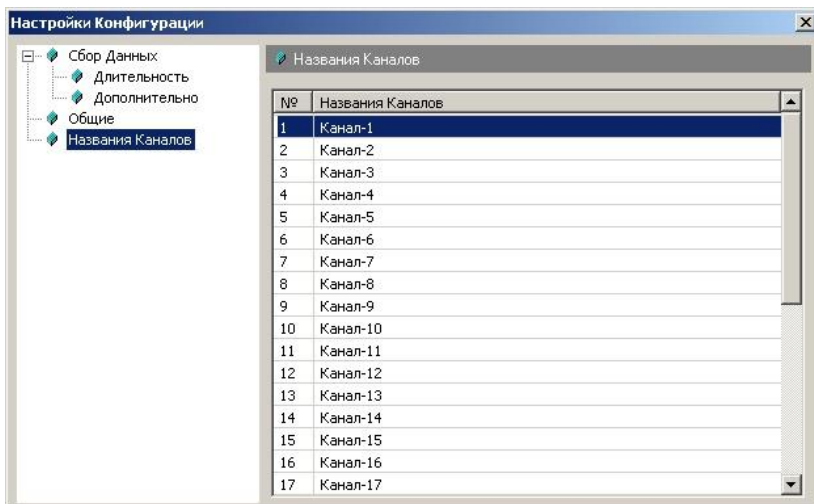 Настройки Конфигурации
Сбор Данных
Длительность
Дополнительно
Общие
Названия Каналов
Названия Каналов
№ Названия Каналов
1 Канал-1
2 Канал-2
3 Канал-3
4 Канал-4
5 Канал-5
6 Канал-6
7 Канал-7
8 Канал-8
9 Канал-9
10 Канал-10
11 Канал-11
12 Канал-12
13 Канал-13
14 Канал-14
15 Канал-15
16 Канал-16
17 Канал-17